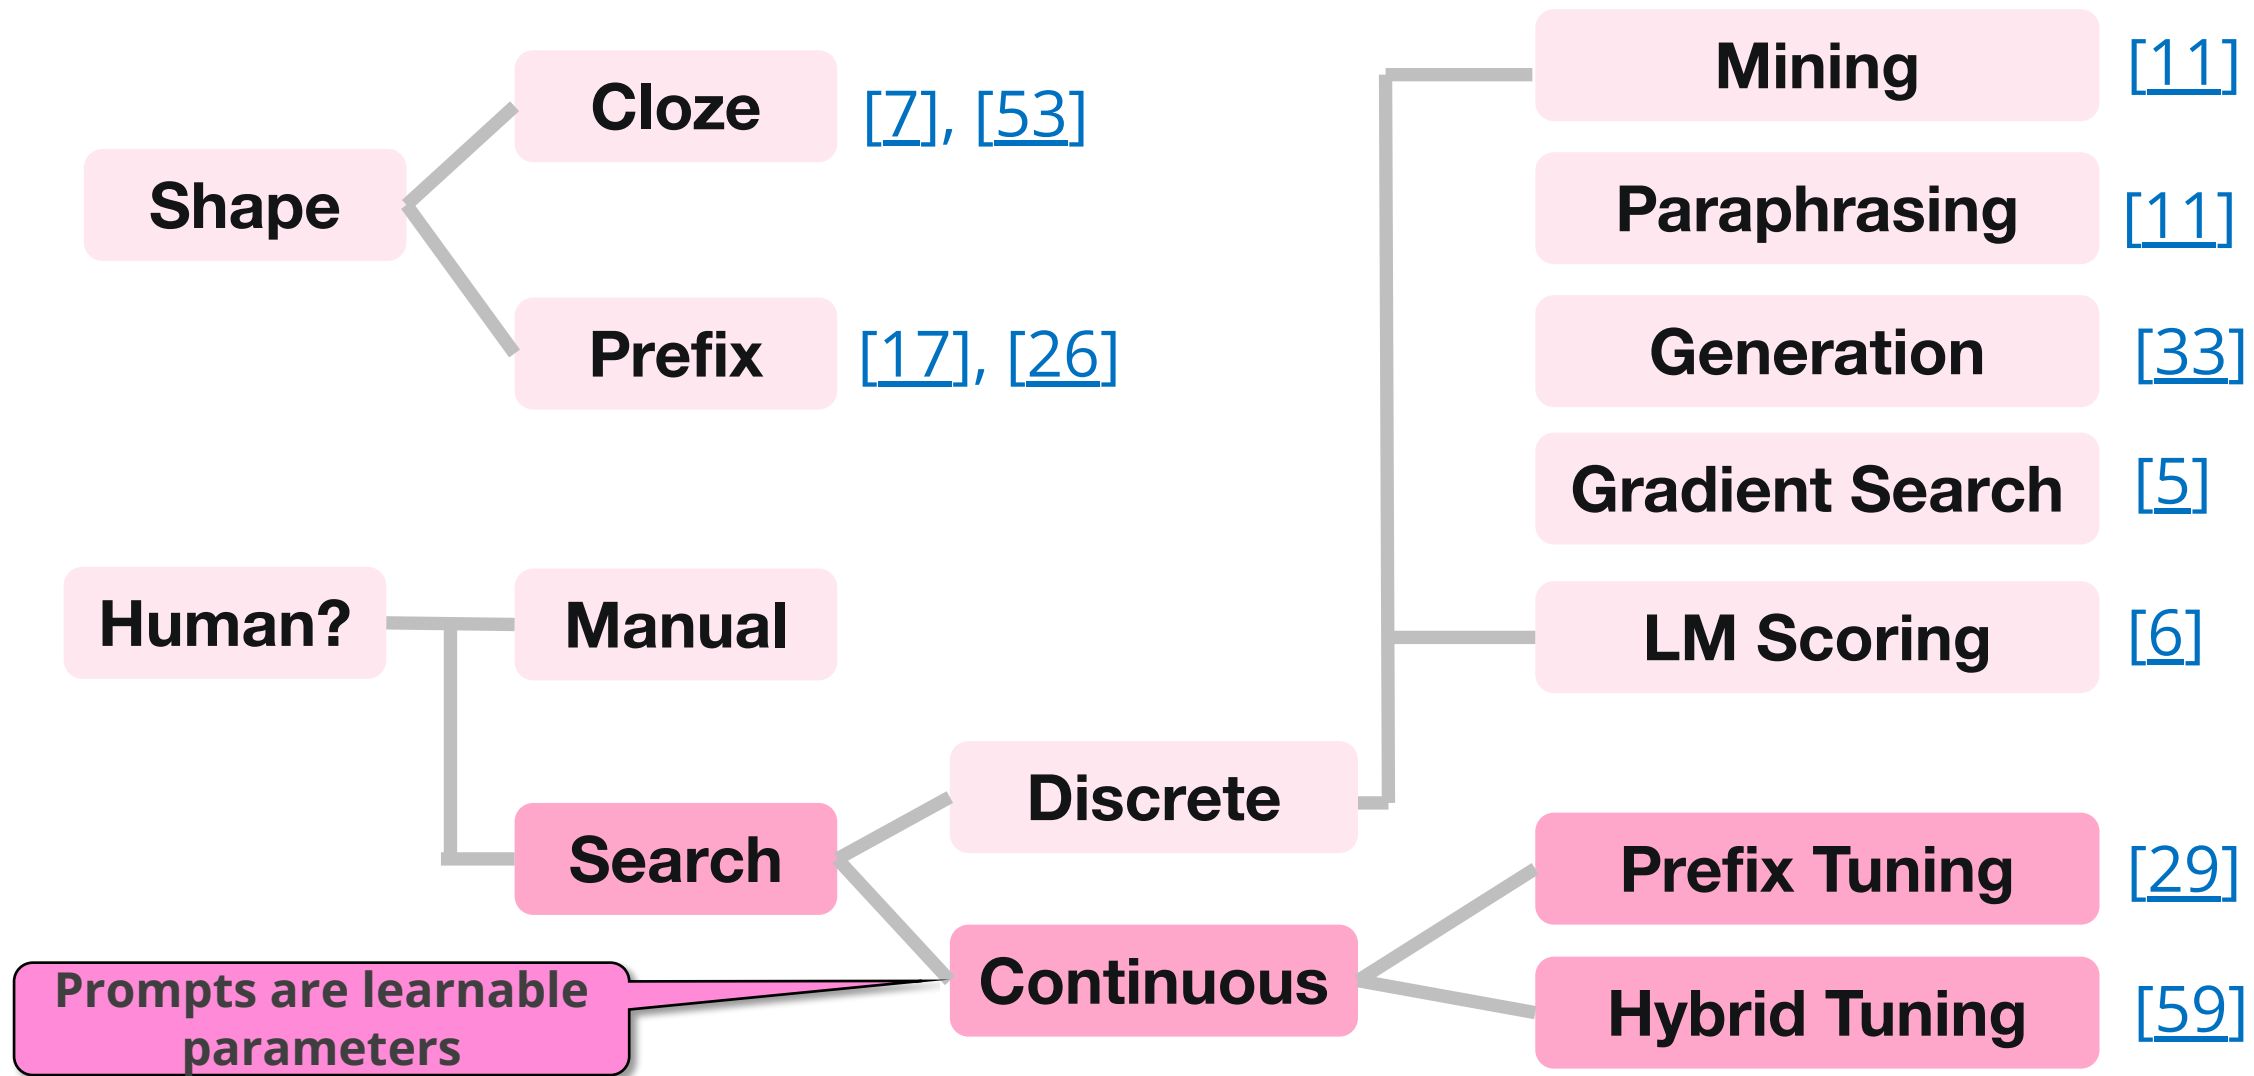 Shape
Cloze [7], [53]
Prefix [17], [26]
Human?
Manual
Search
Discrete
Continuous
Prompts are learnable
parameters
Mining [11]
Paraphrasing [11]
Generation [33]
Gradient Search [5]
LM Scoring [6]
Prefix Tuning [29]
Hybrid Tuning [59]